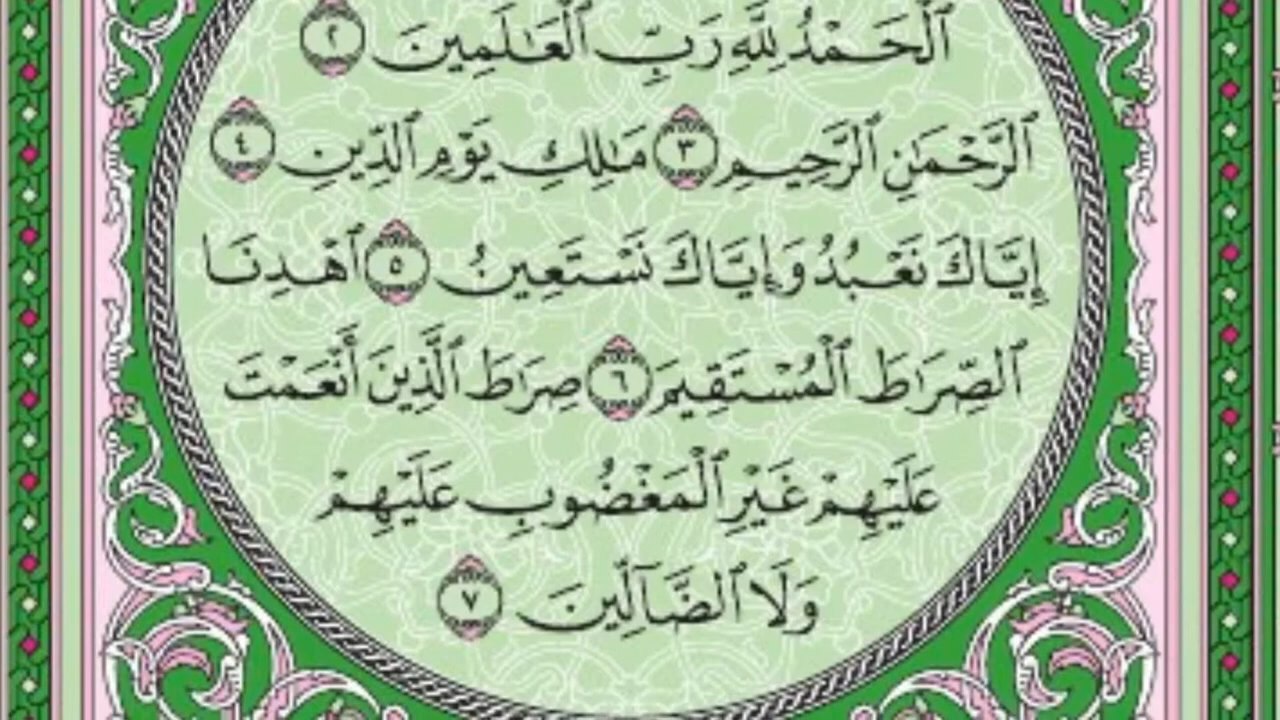 ٱلْحَمْدُ لِلَّهِ رَبِّ ٱلْعَٰلَمِينَ ٢
ٱلرَّحْمَٰنِ ٱلرَّحِيمِ ٣ مَٰلِكِ يَوْمِ ٱلدِّينِ ٤
إِيَّاكَ نَعْبُدُ وَإِيَّاكَ نَسْتَعِينُ ٥ ٱهْدِنَا
ٱلصِّرَٰطَ ٱلْمُسْتَقِيمَ ٦ صِرَٰطَ ٱلَّذِينَ أَنْعَمْتَ
عَلَيْهِمْ غَيْرِ ٱلْمَغْضُوبِ عَلَيْهِمْ
وَلَا ٱلضَّآلِّينَ ٧